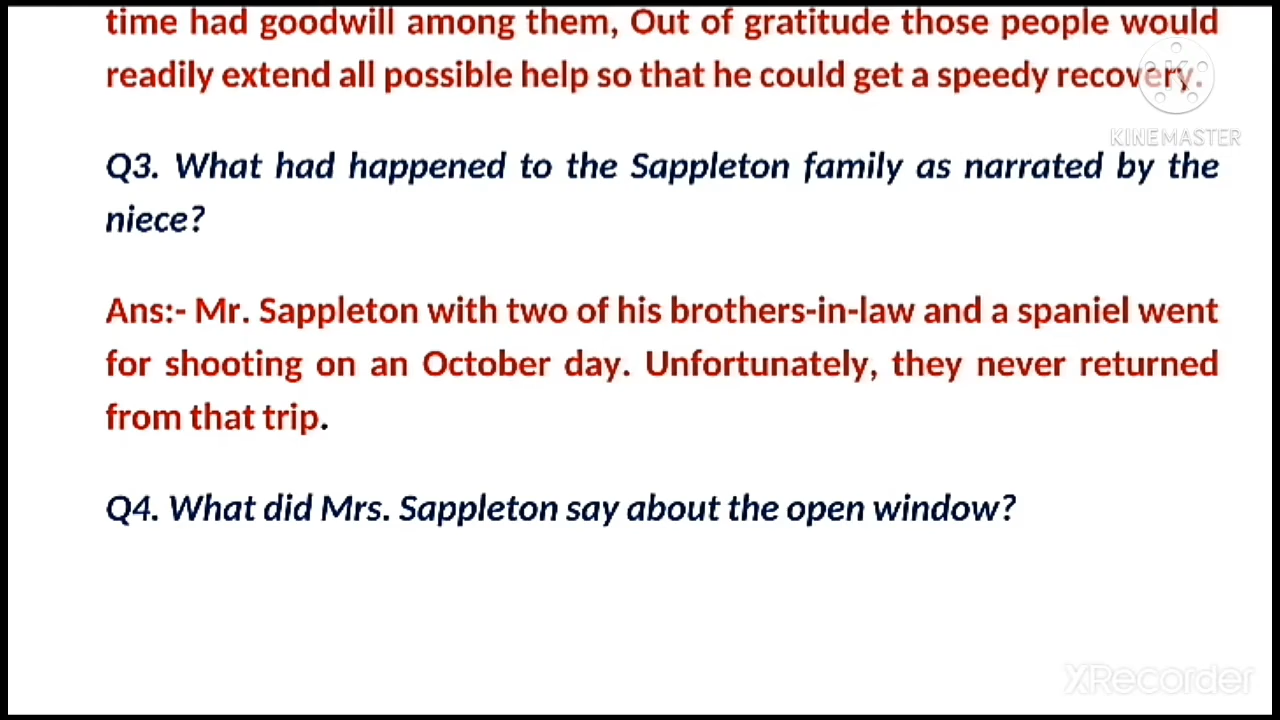 time had goodwill among them, Out of gratitude those people would
readily extend all possible help so that he could get a speedy recovery.
KINEMASTER
Q3. What had happened to the Sappleton family as narrated by the
niece?
Ans:- Mr. Sappleton with two of his brothers-in-law and a spaniel went
for shooting on an October day. Unfortunately, they never returned
from that trip.
Q4. What did Mrs. Sappleton say about the open window?
XRecorder